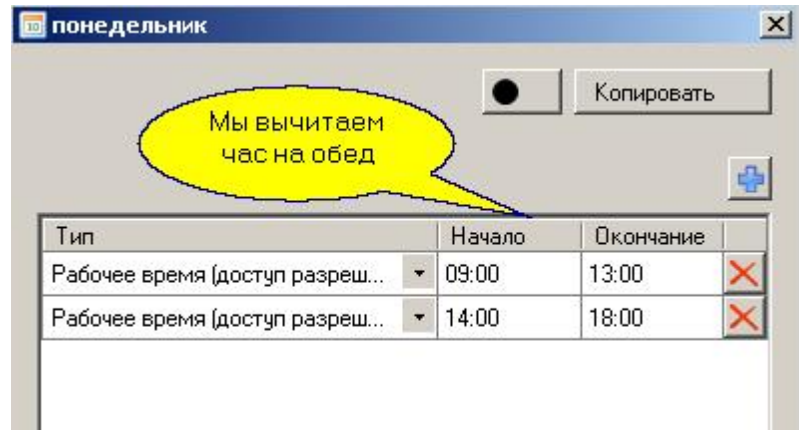 понедельник
Копировать
Мы вычитаем
час на обед
Тип Начало Окончание
Рабочее время (доступ разреш... 09:00 13:00
Рабочее время (доступ разреш... 14:00 18:00